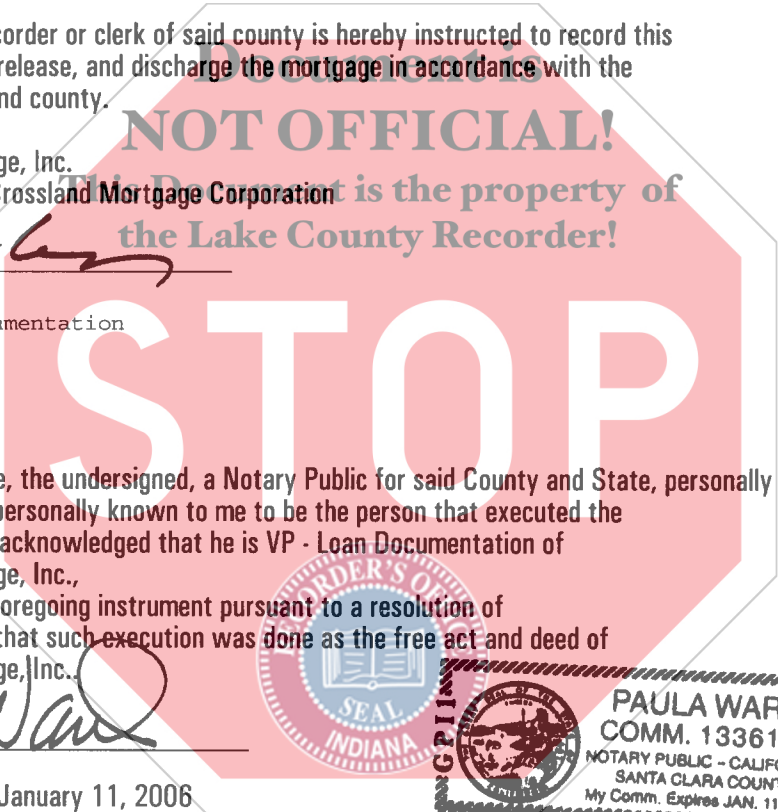 order or clerk of said county is hereby instructed to record this
release, and discharge the mortgage in accordance with the
nd county.
Document is
NOT OFFICIAL!
This Document is the property of
the Lake County Recorder!
ge, Inc.
Crossland Mortgage Corporation
mentation
STOP
e, the undersigned, a Notary Public for said County and State, personally
personally known to me to be the person that executed the
acknowledged that he is VP - Loan Documentation of
ge, Inc.,
oregoing instrument pursuant to a resolution of
that such execution was done as the free act and deed of
ge, Inc.
RECORDER'S OFFICE
SEAL
INDIANA
GPI1
PAULA WAR
COMM. 13361
NOTARY PUBLIC - CALIFO
SANTA CLARA COUNT
My Comm. Expires JAN. 11
January 11, 2006